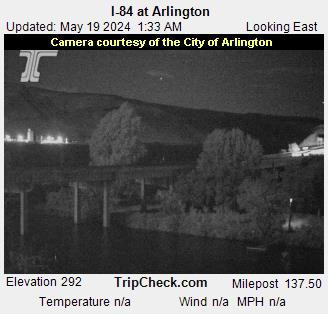 I-84 at Arlington
Updated: May 19 2024 1:33 AM Looking East
Camera courtesy of the City of Arlington
Elevation 292 TripCheck.com Milepost 137.50
Temperature n/a Wind n/a MPH n/a